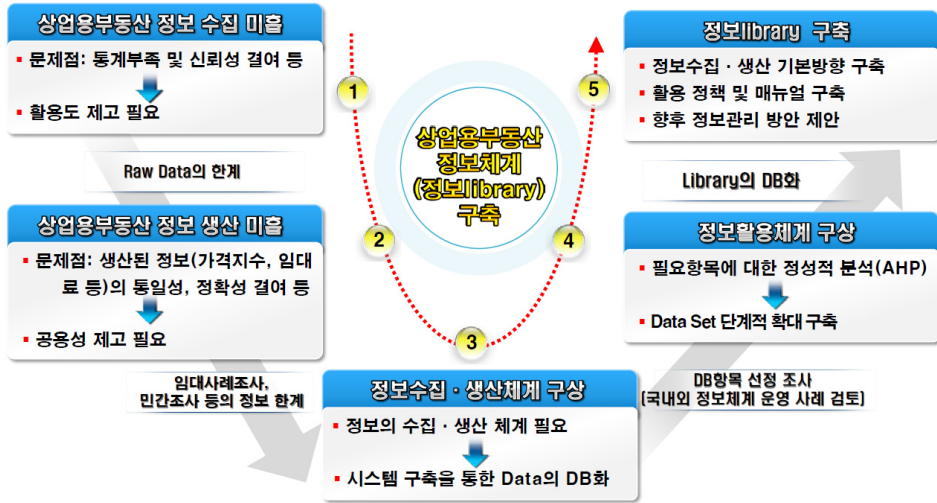 상업용부동산 정보 수집 미흡
▪ 문제점: 통계부족 및 신뢰성 결여 등
▪ 활용도 제고 필요
Raw Data의 한계
상업용부동산 정보 생산 미흡
▪ 문제점: 생산된 정보(가격지수, 임대
료 등)의 통일성, 정확성 결여 등
▪ 공용성 제고 필요
임대사례조사,
민간조사 등의 정보 한계
정보수집 · 생산체계 구상
▪ 정보의 수집 · 생산 체계 필요
▪ 시스템 구축을 통한 Data의 DB화
DB항목 선정 조사
(국내외 정보체계 운영 사례 검토)
정보활용체계 구상
▪ 필요항목에 대한 정성적 분석(AHP)
▪ Data Set 단계적 확대 구축
Library의 DB화
정보library 구축
▪ 정보수집 · 생산 기본방향 구축
▪ 활용 정책 및 매뉴얼 구축
▪ 향후 정보관리 방안 제안
상업용부동산
정보체계
(정보library)
구축
1
2
3
4
5